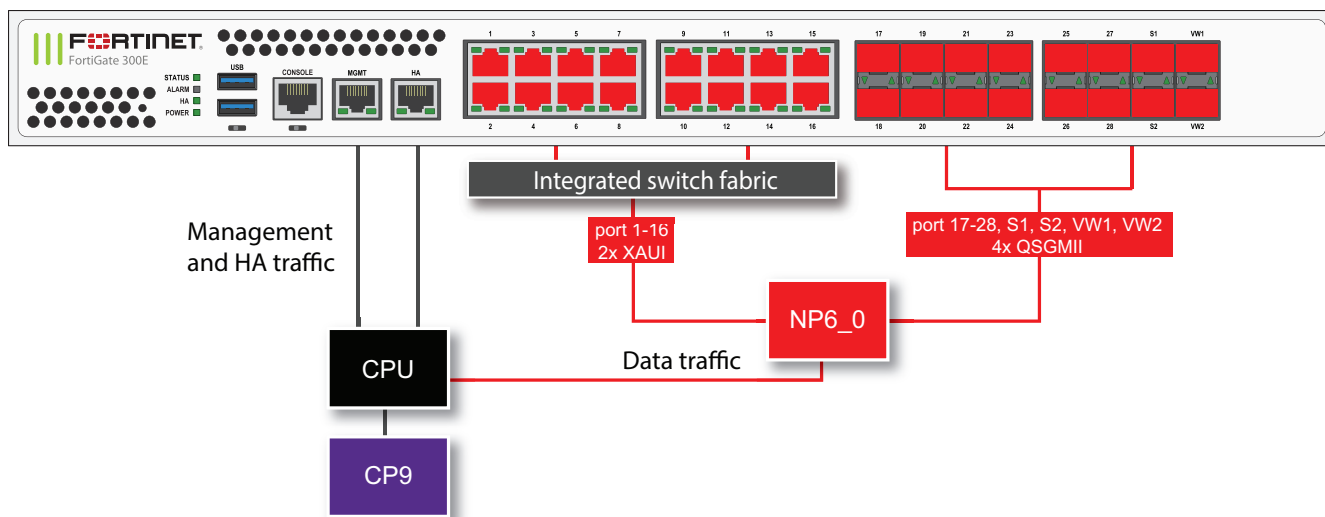 FORTINET
FortiGate 300E
STATUS
ALARM
HA
POWER
USB
CONSOLE
MGMT
HA
1 3 5 7
2 4 6 8
9 11 13 15
10 12 14 16
17 19 21 23
18 20 22 24
25 27 S1 VW1
26 28 S2 VW2
Integrated switch fabric
Management
and HA traffic
port 1-16
2x XAUI
port 17-28, S1, S2, VW1, VW2
4x QSGMII
NP6_0
CPU
Data traffic
CP9